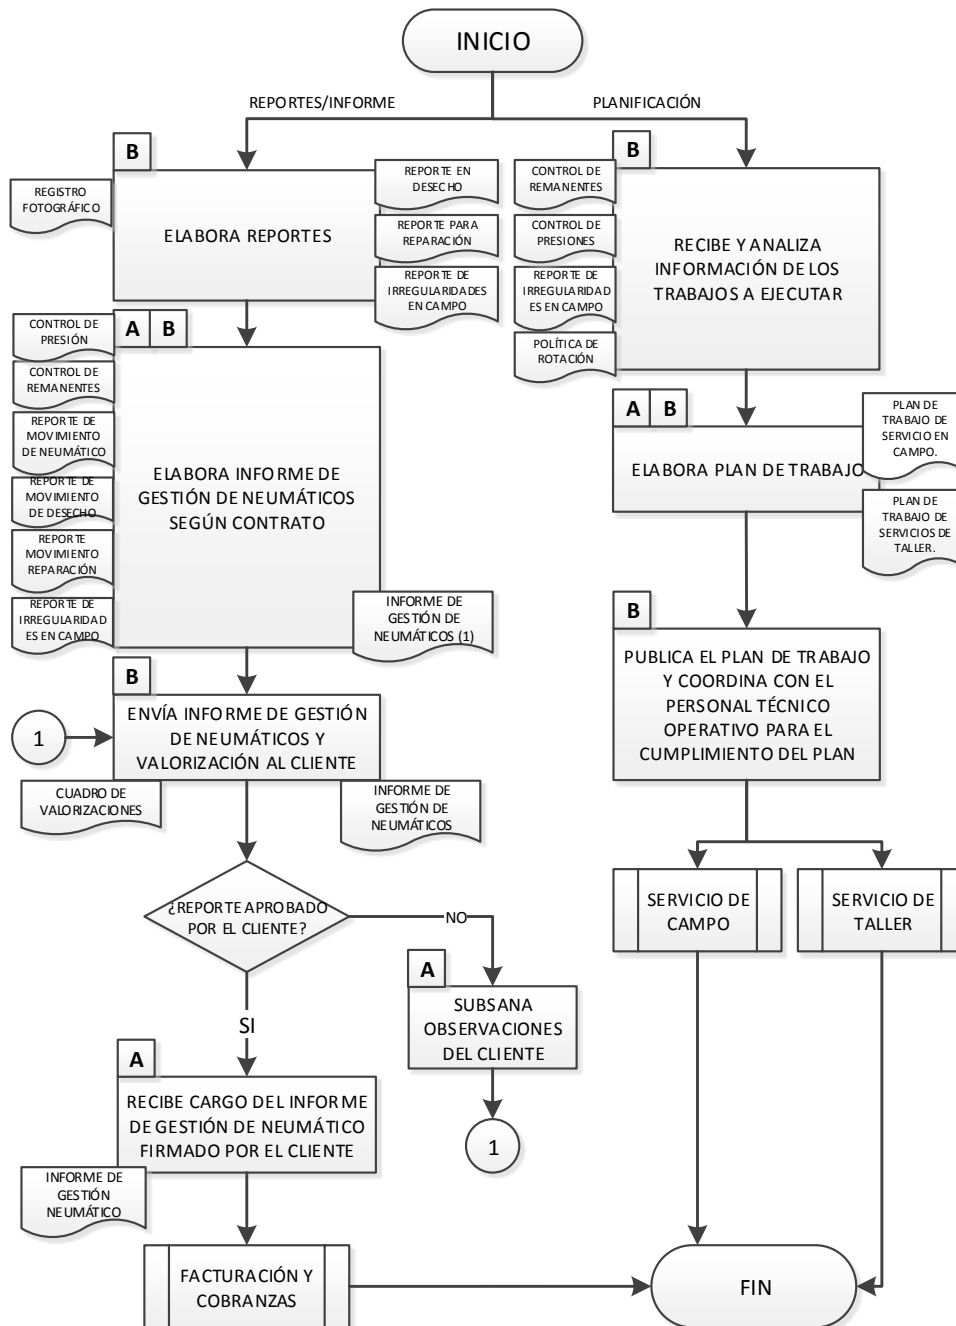 INICIO
REPORTES/INFORME
PLANIFICACIÓN
B
REGISTRO
FOTOGRÁFICO
ELABORA REPORTES
REPORTE EN
DESECHO
REPORTE PARA
REPARACIÓN
REPORTE DE
IRREGULARIDADES
EN CAMPO
B
CONTROL DE
REMANENTES
CONTROL DE
PRESIONES
REPORTE DE
IRREGULARIDAD
ES EN CAMPO
POLÍTICA DE
ROTACIÓN
RECIBE Y ANALIZA
INFORMACIÓN DE LOS
TRABAJOS A EJECUTAR
A
B
CONTROL DE
PRESIÓN
CONTROL DE
REMANENTES
REPORTE DE
MOVIMIENTO
DE NEUMÁTICO
REPORTE DE
MOVIMIENTO
DE DESECHO
REPORTE
MOVIMIENTO
REPARACIÓN
REPORTE DE
IRREGULARIDAD
ES EN CAMPO
ELABORA INFORME DE
GESTIÓN DE NEUMÁTICOS
SEGÚN CONTRATO
INFORME DE
GESTIÓN DE
NEUMÁTICOS (1)
A
B
ELABORA PLAN DE TRABAJO
PLAN DE
TRABAJO DE
SERVICIO EN
CAMPO.
PLAN DE
TRABAJO DE
SERVICIOS DE
TALLER.
B
PUBLICA EL PLAN DE TRABAJO
Y COORDINA CON EL
PERSONAL TÉCNICO
OPERATIVO PARA EL
CUMPLIMIENTO DEL PLAN
B
1
ENVÍA INFORME DE GESTIÓN
DE NEUMÁTICOS Y
VALORIZACIÓN AL CLIENTE
CUADRO DE
VALORIZACIONES
INFORME DE
GESTIÓN DE
NEUMÁTICOS
¿REPORTE APROBADO
POR EL CLIENTE?
NO
SERVICIO DE
CAMPO
SERVICIO DE
TALLER
A
SUBSANA
OBSERVACIONES
DEL CLIENTE
1
SI
A
RECIBE CARGO DEL INFORME
DE GESTIÓN DE NEUMÁTICO
FIRMADO POR EL CLIENTE
INFORME DE
GESTIÓN
NEUMÁTICO
FACTURACIÓN Y
COBRANZAS
FIN